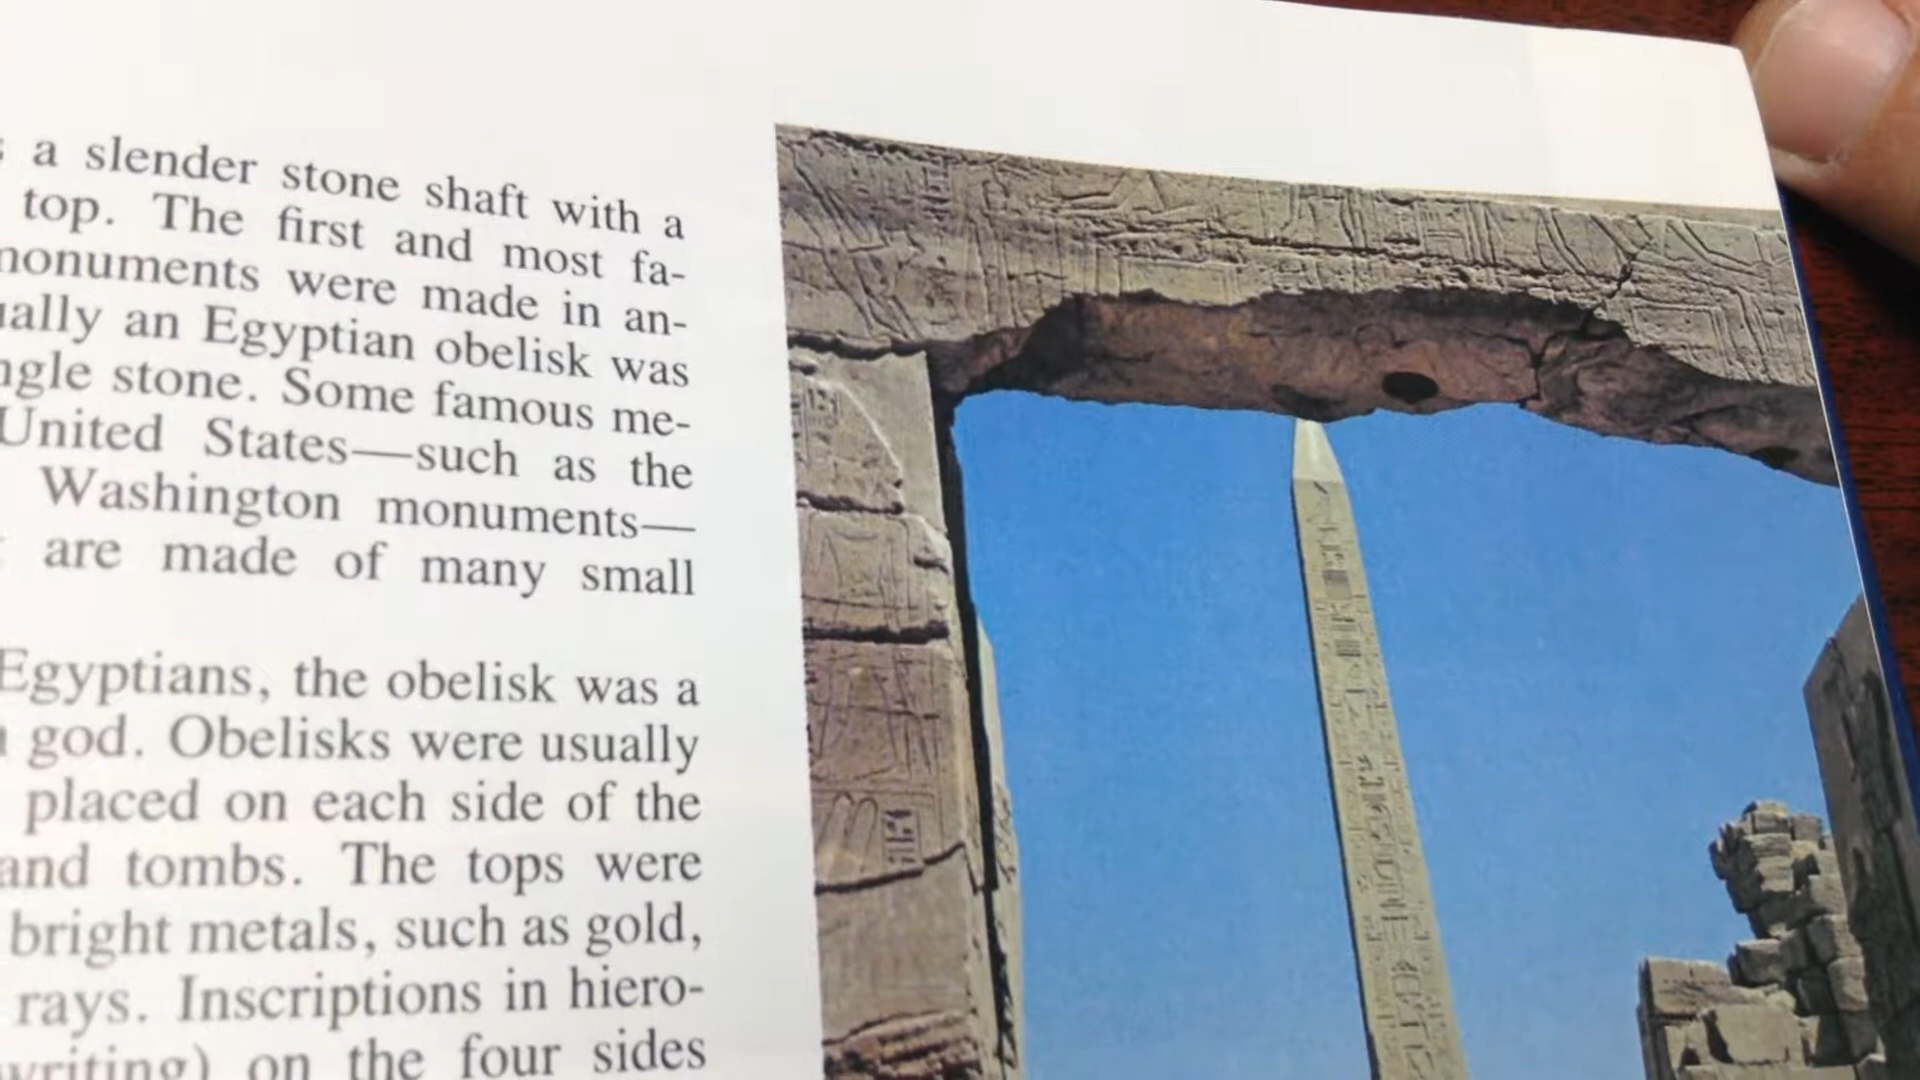 a slender stone shaft with a
top. The first and most fa-
monuments were made in an-
an Egyptian obelisk was
stone. Some famous me-
United States—such as the
Washington monuments—
are made of many small
Egyptians, the obelisk was a
god. Obelisks were usually
placed on each side of the
and tombs. The tops were
bright metals, such as gold,
rays. Inscriptions in hiero-
writing) on the four sides